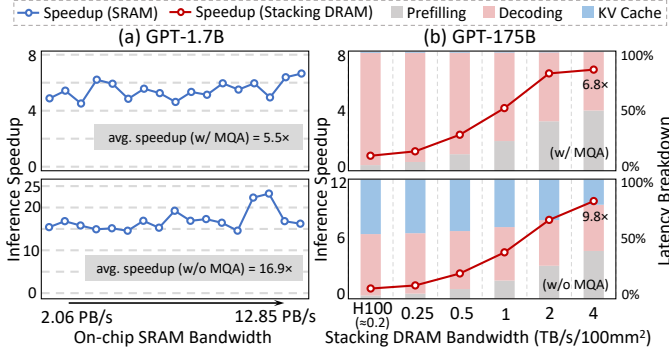 Speedup (SRAM) Speedup (Stacking DRAM) Prefilling Decoding KV Cache
(a) GPT-1.7B
(b) GPT-175B
Inference Speedup
8
4
0
avg. speedup (w/ MQA) = 5.5×
25
20
15
10
5
0
avg. speedup (w/o MQA) = 16.9×
2.06 PB/s 12.85 PB/s
On-chip SRAM Bandwidth
Inference Speedup
8
4
0
6.8×
(w/ MQA)
100%
50%
0%
12
6
0
9.8×
(w/o MQA)
100%
50%
0%
Latency Breakdown
H100 0.25 0.5 1 2 4
(≈0.2)
Stacking DRAM Bandwidth (TB/s/100mm²)